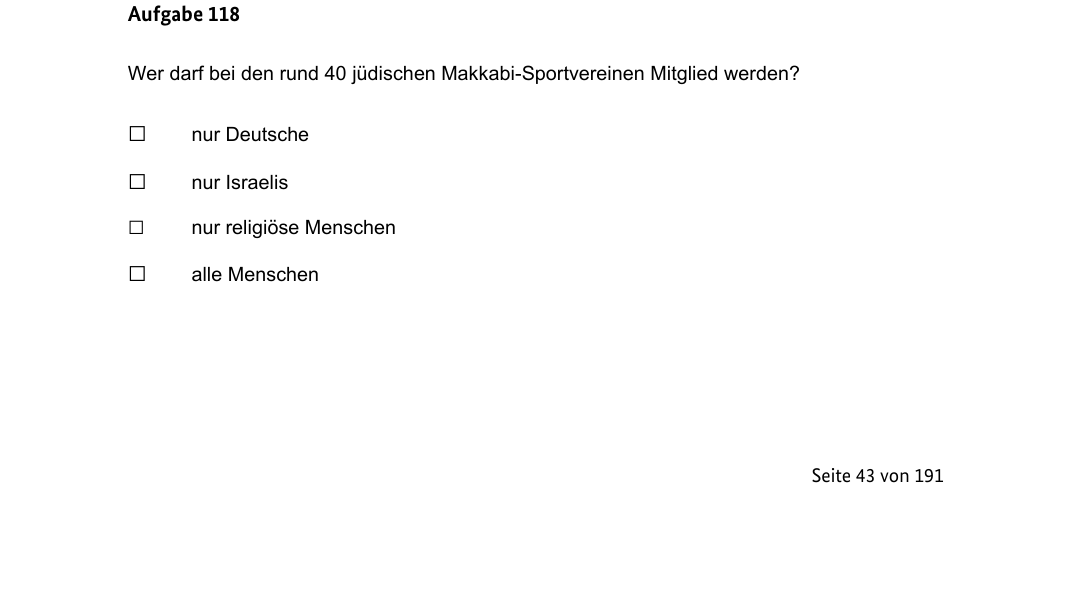 Aufgabe 118
Wer darf bei den rund 40 jüdischen Makkabi-Sportvereinen Mitglied werden?
☐ nur Deutsche
☐ nur Israelis
☐ nur religiöse Menschen
☐ alle Menschen
Seite 43 von 191